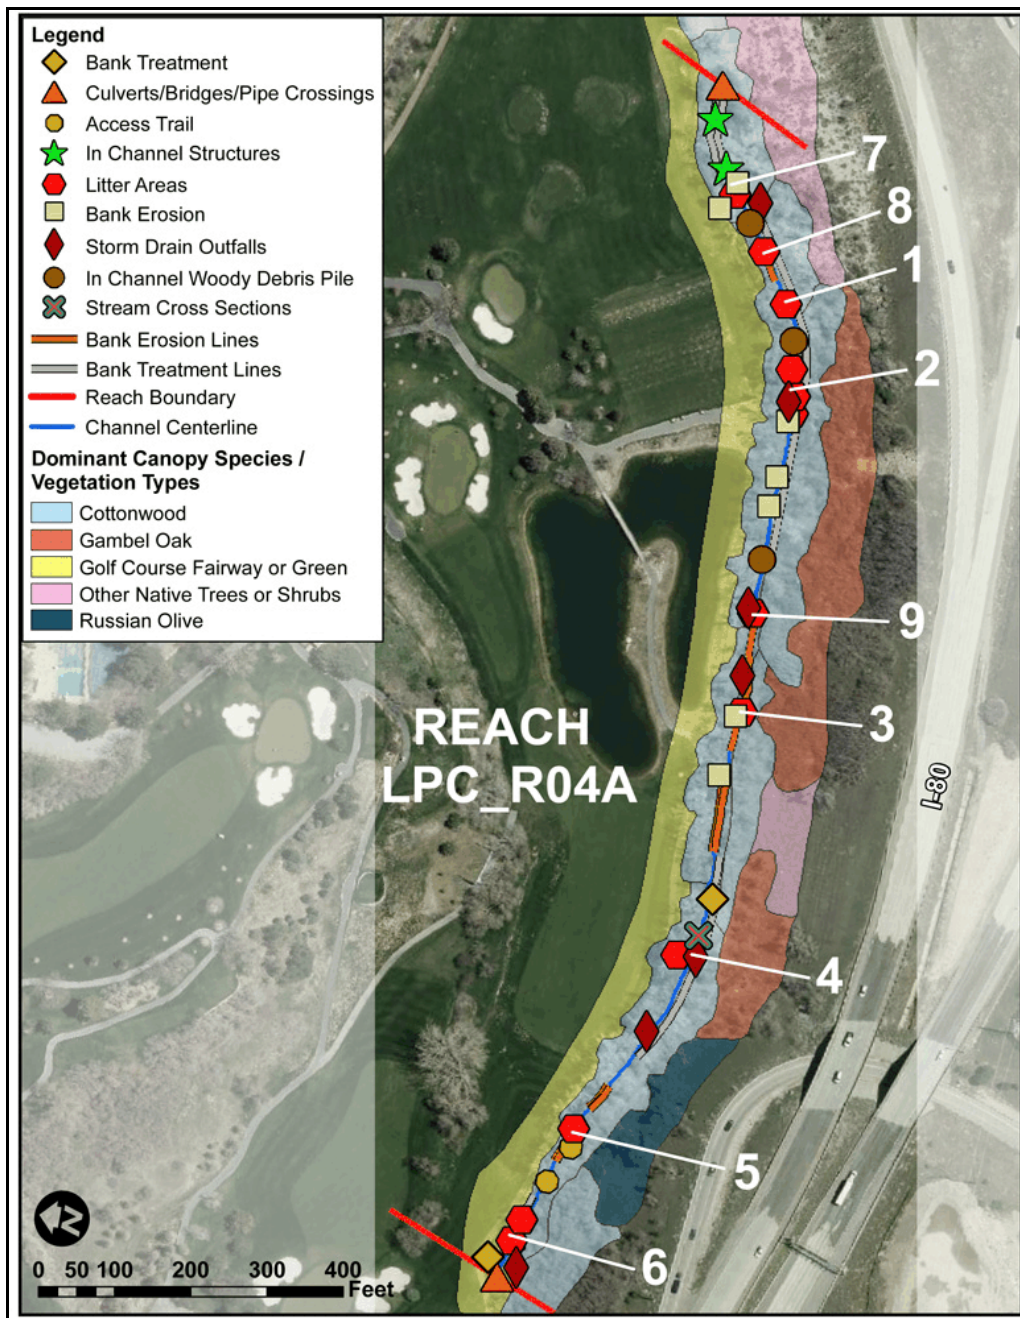 Legend
Bank Treatment
Culverts/Bridges/Pipe Crossings
Access Trail
In Channel Structures
Litter Areas
Bank Erosion
Storm Drain Outfalls
In Channel Woody Debris Pile
Stream Cross Sections
Bank Erosion Lines
Bank Treatment Lines
Reach Boundary
Channel Centerline
Dominant Canopy Species /
Vegetation Types
Cottonwood
Gambel Oak
Golf Course Fairway or Green
Other Native Trees or Shrubs
Russian Olive
7
8
1
2
9
3
REACH
LPC_R04A
I-80
4
5
6
N
0 50 100 200 300 400
Feet